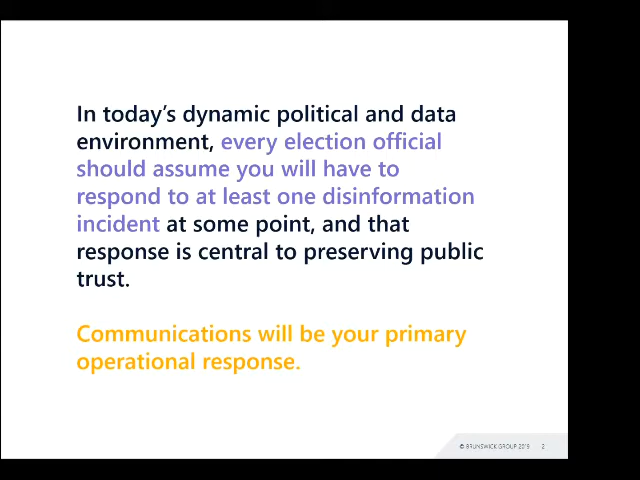 In today's dynamic political and data
environment, every election official
should assume you will have to
respond to at least one disinformation
incident at some point, and that
response is central to preserving public
trust.
Communications will be your primary
operational response.
© BRUNSWICK GROUP 2019 2